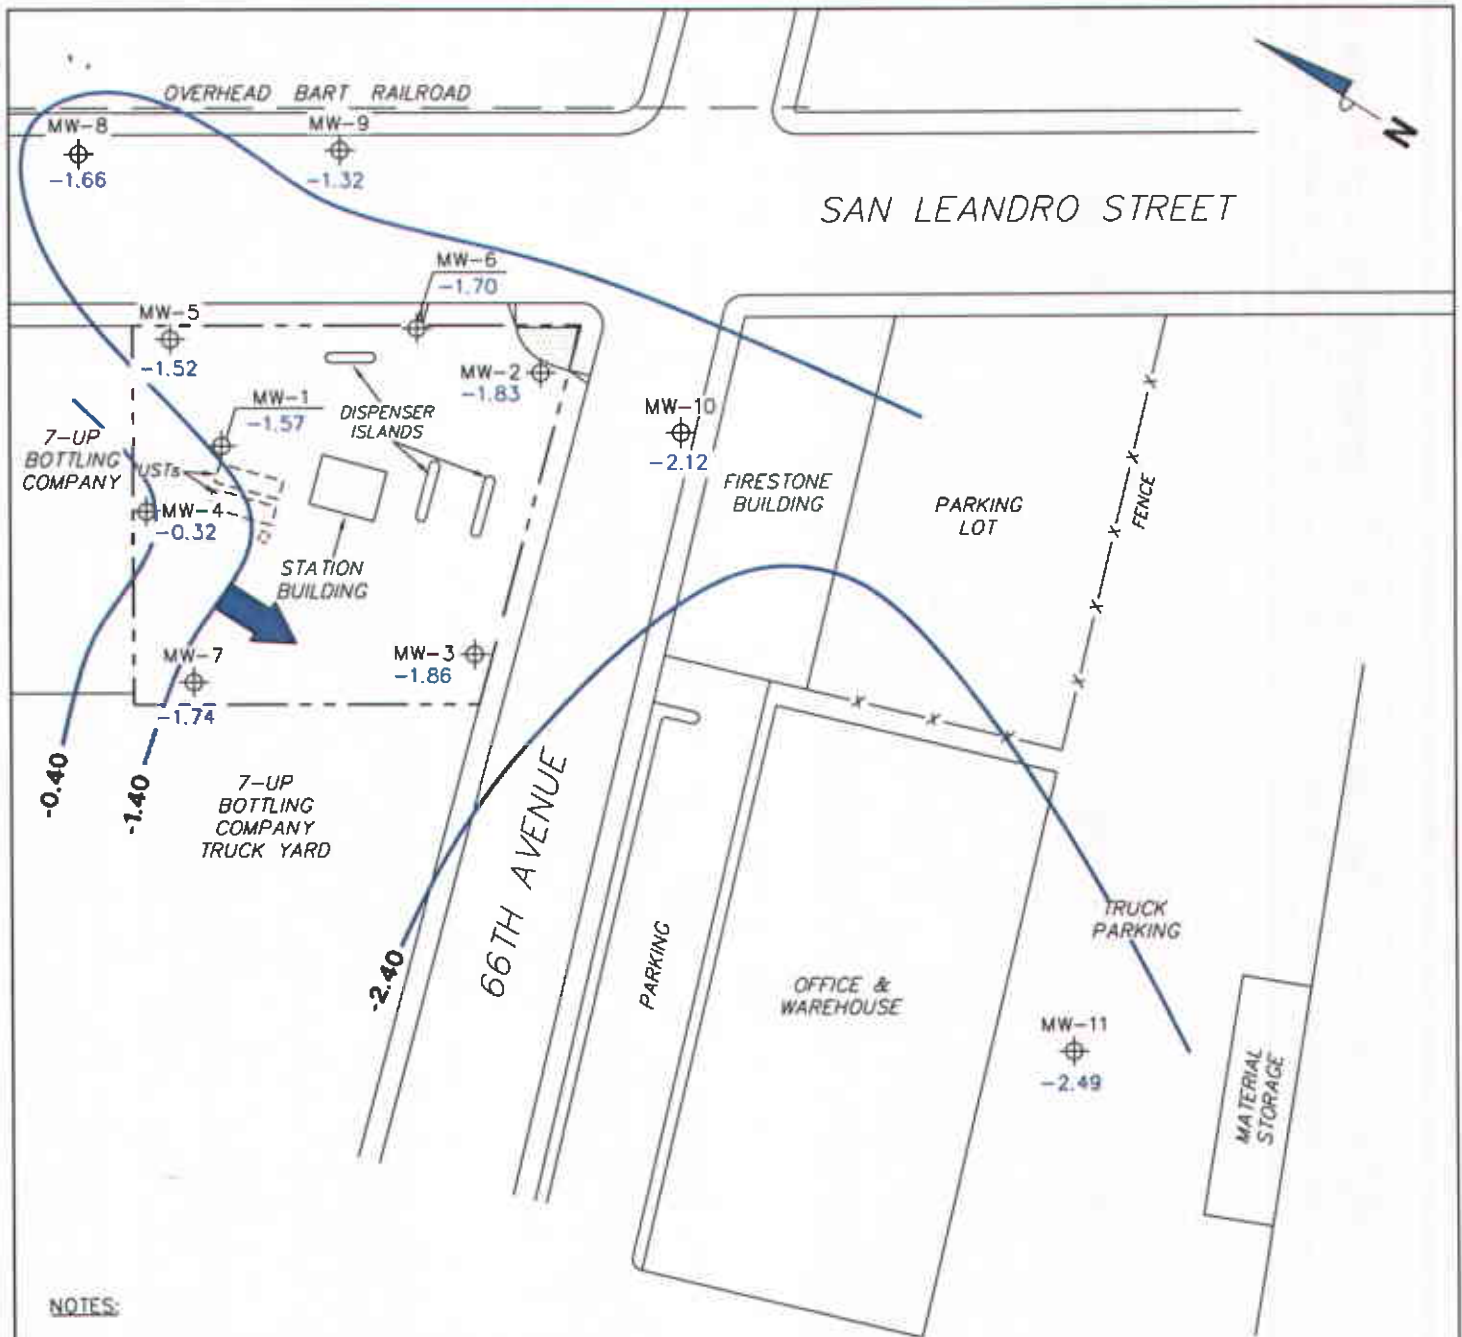 OVERHEAD BART RAILROAD
MW-8
-1.66
MW-9
-1.32
N
SAN LEANDRO STREET
MW-6
-1.70
MW-5
-1.52
MW-2
-1.83
MW-1
-1.57
DISPENSER
ISLANDS
MW-10
-2.12
7-UP
BOTTLING
COMPANY
USTs
MW-4
-0.32
FIRESTONE
BUILDING
PARKING
LOT
FENCE
STATION
BUILDING
MW-3
-1.86
MW-7
-1.74
-0.40
-1.40
7-UP
BOTTLING
COMPANY
TRUCK YARD
66TH AVENUE
-2.40
PARKING
OFFICE &
WAREHOUSE
TRUCK
PARKING
MW-11
-2.49
MATERIAL
STORAGE
NOTES: